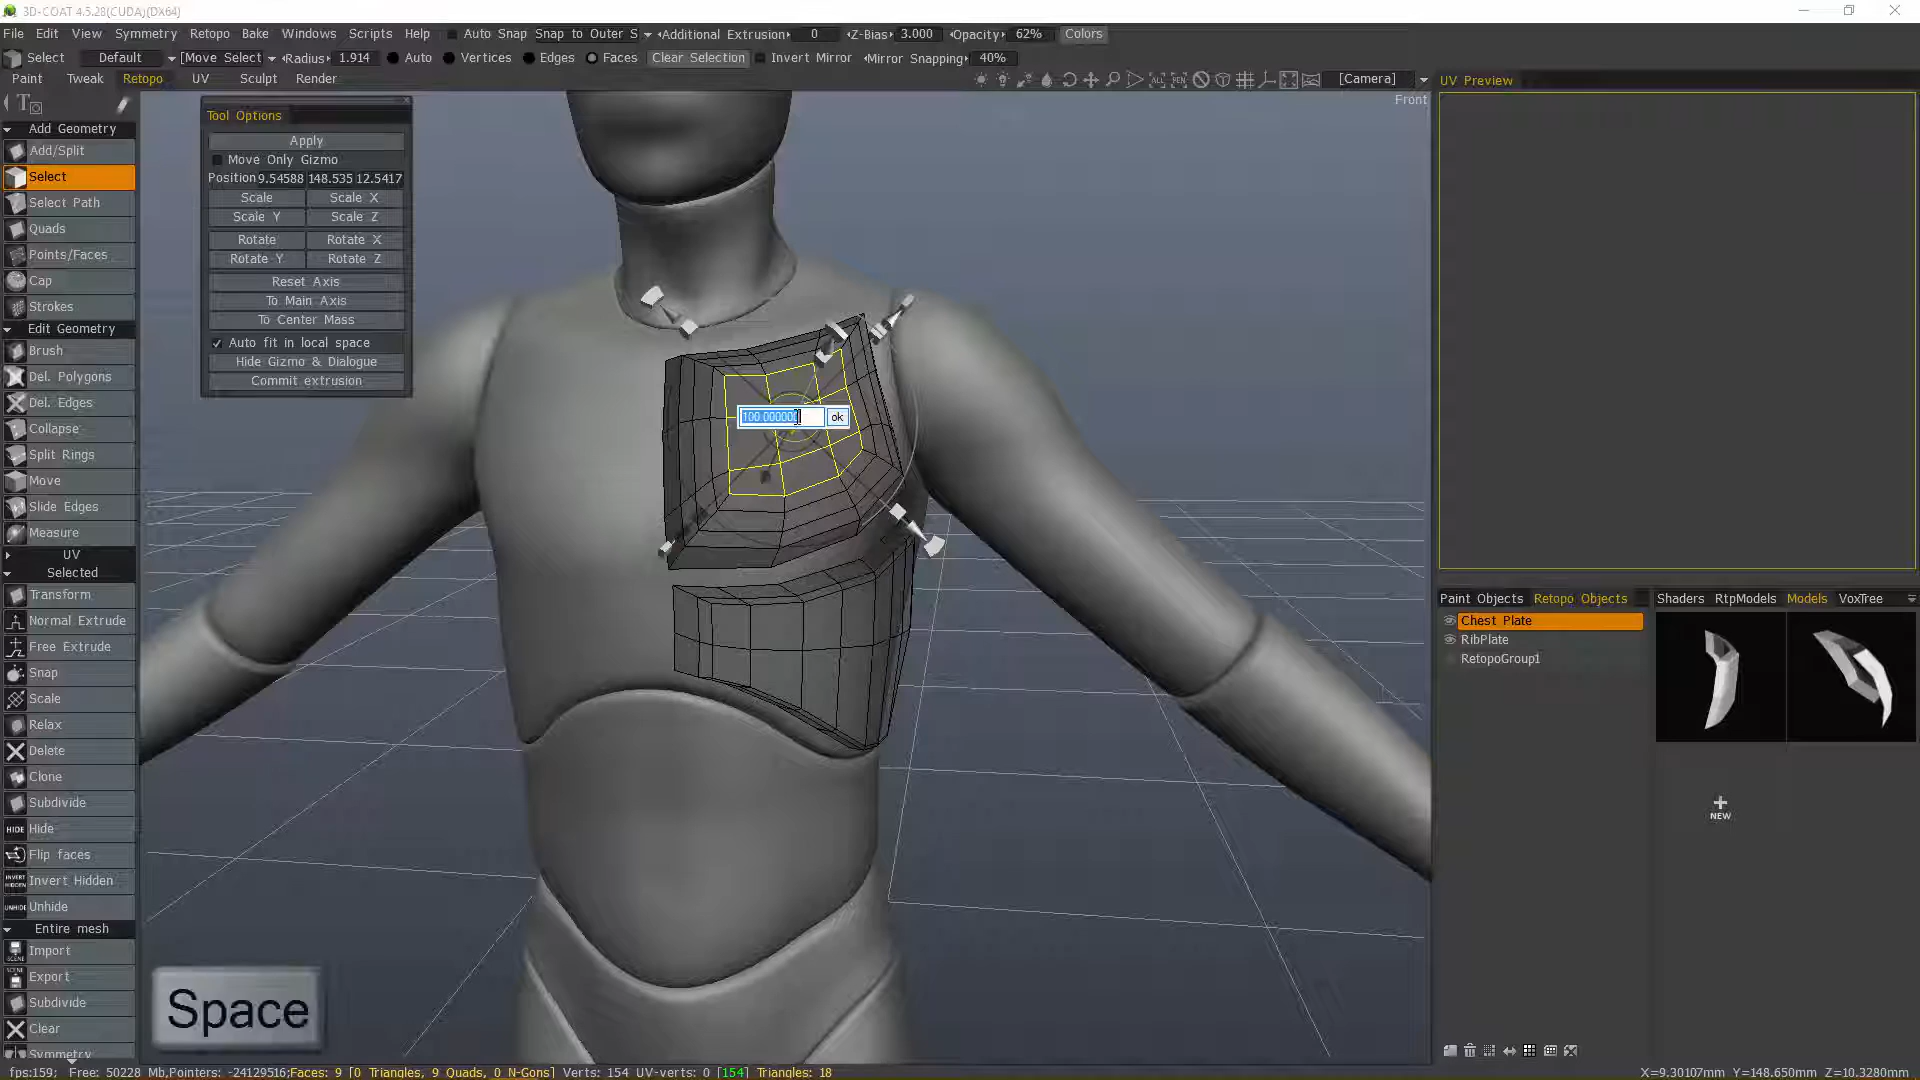 3D-COAT 4.5.28(CUDA)(DX64)
File Edit View Symmetry Retopo Bake Windows Scripts Help Auto Snap Snap to Outer S Additional Extrusion 0 Z-Bias 3.000 Opacity 62% Colors
Select Default [Move Select Radius 1.914 Auto Vertices Edges Faces Clear Selection Invert Mirror Mirror Snapping 40%
Paint Tweak Retopo UV Sculpt Render [Camera] UV Preview
Front
Add Geometry
Add/Split
Select
Select Path
Quads
Points/Faces
Cap
Strokes
Edit Geometry
Brush
Del. Polygons
Del. Edges
Collapse
Split Rings
Move
Slide Edges
Measure
UV
Selected
Transform
Normal Extrude
Free Extrude
Snap
Scale
Relax
Delete
Clone
Subdivide
HIDE Hide
Flip faces
INVERT HIDDEN Invert Hidden
UNHIDE Unhide
Entire mesh
Import
Export
Subdivide
Clear
Symmetry
Tool Options
Apply
Move Only Gizmo
Position 9.54588 148.535 12.5417
Scale Scale X
Scale Y Scale Z
Rotate Rotate X
Rotate Y Rotate Z
Reset Axis
To Main Axis
To Center Mass
Auto fit in local space
Hide Gizmo & Dialogue
Commit extrusion
100.000000 ok
Space
Paint Objects Retopo Objects Shaders RtpModels Models VoxTree
Chest Plate
RibPlate
RetopoGroup1
NEW
fps:159; Free: 50228 Mb,Pointers: -24129516;Faces: 9 [0 Triangles, 9 Quads, 0 N-Gons] Verts: 154 UV-verts: 0 [154] Triangles: 18 X=9.30107mm Y=148.650mm Z=10.3280mm